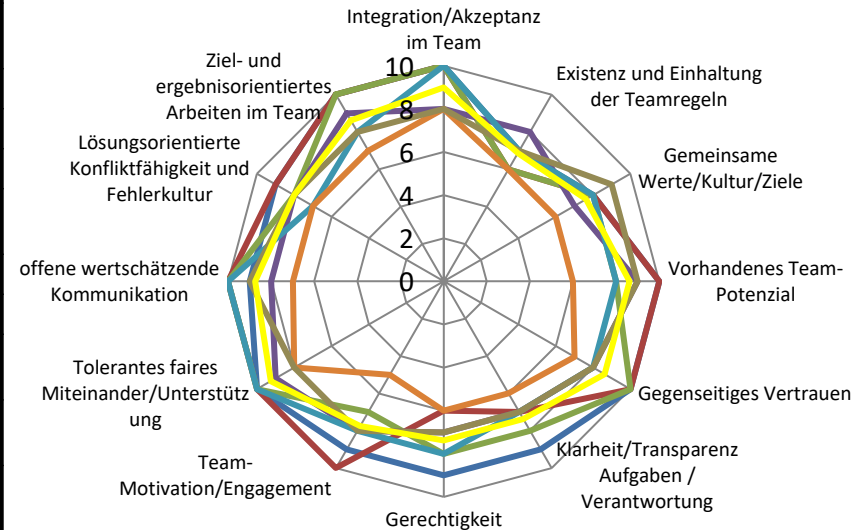 Integration/Akzeptanz
im Team
Existenz und Einhaltung
der Teamregeln
Gemeinsame
Werte/Kultur/Ziele
Vorhandenes Team-
Potenzial
Gegenseitiges Vertrauen
Klarheit/Transparenz
Aufgaben /
Verantwortung
Gerechtigkeit
Team-
Motivation/Engagement
Tolerantes faires
Miteinander/Unterstütz
ung
offene wertschätzende
Kommunikation
Lösungsorientierte
Konfliktfähigkeit und
Fehlerkultur
Ziel- und
ergebnisorientiertes
Arbeiten im Team
10
8
6
4
2
0